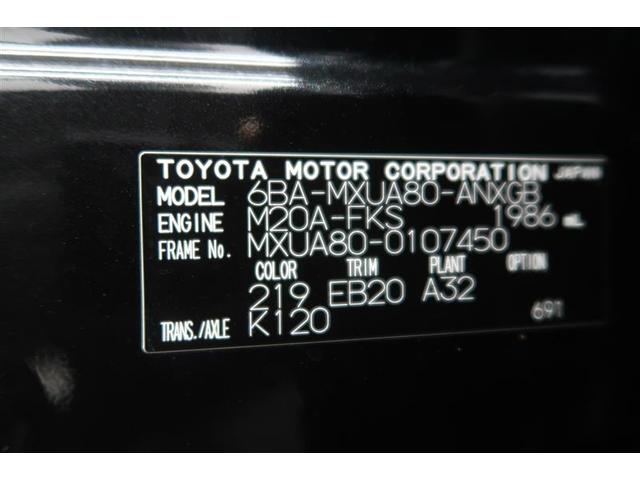 TOYOTA MOTOR CORPORATION JAPAN
MODEL 6BA-MXUA80-ANXGB
ENGINE M20A-FKS 1986 mL
FRAME No. MXUA80-0107450
COLOR TRIM PLANT OPTION
219 EB20 A32
TRANS./AXLE K120 691